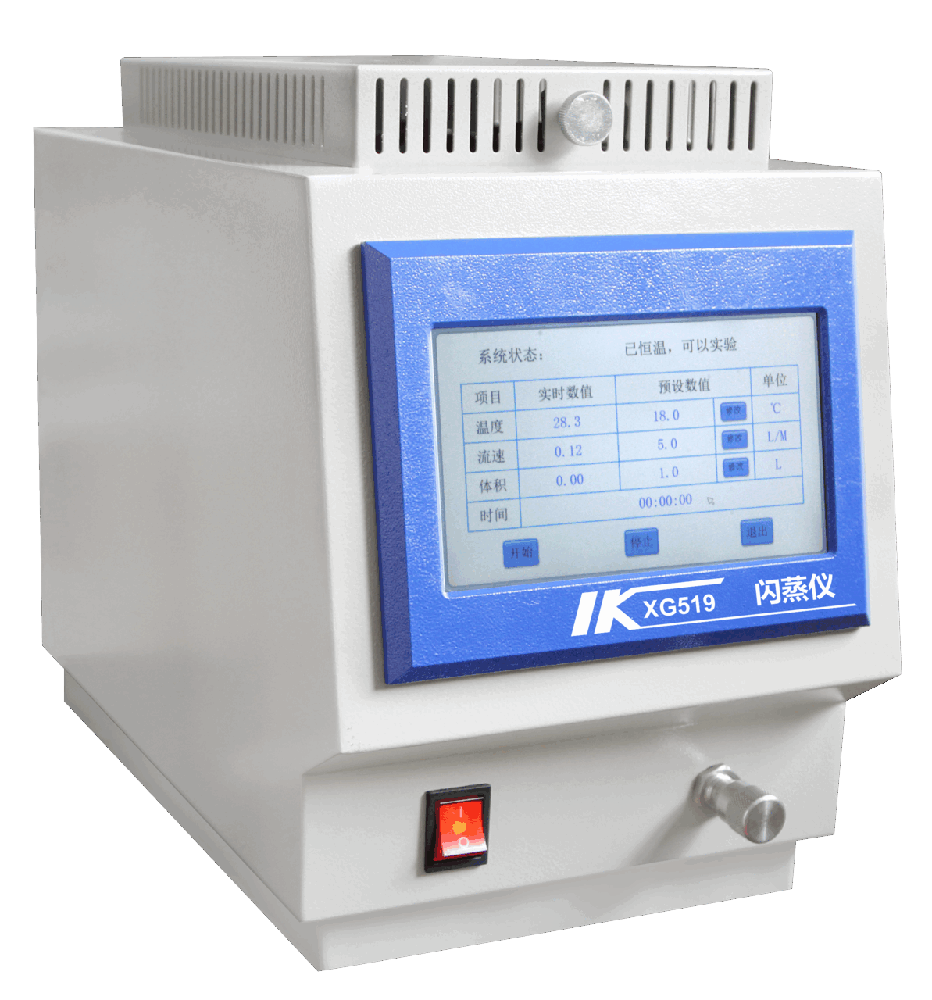 系统状态： 已恒温，可以实验
项目 实时数值 预设数值 单位
温度 28.3 18.0 修改 ℃
流速 0.12 5.0 修改 L/M
体积 0.00 1.0 修改 L
时间 00:00:00
开始 停止 退出
IK XG519 闪蒸仪
I
O